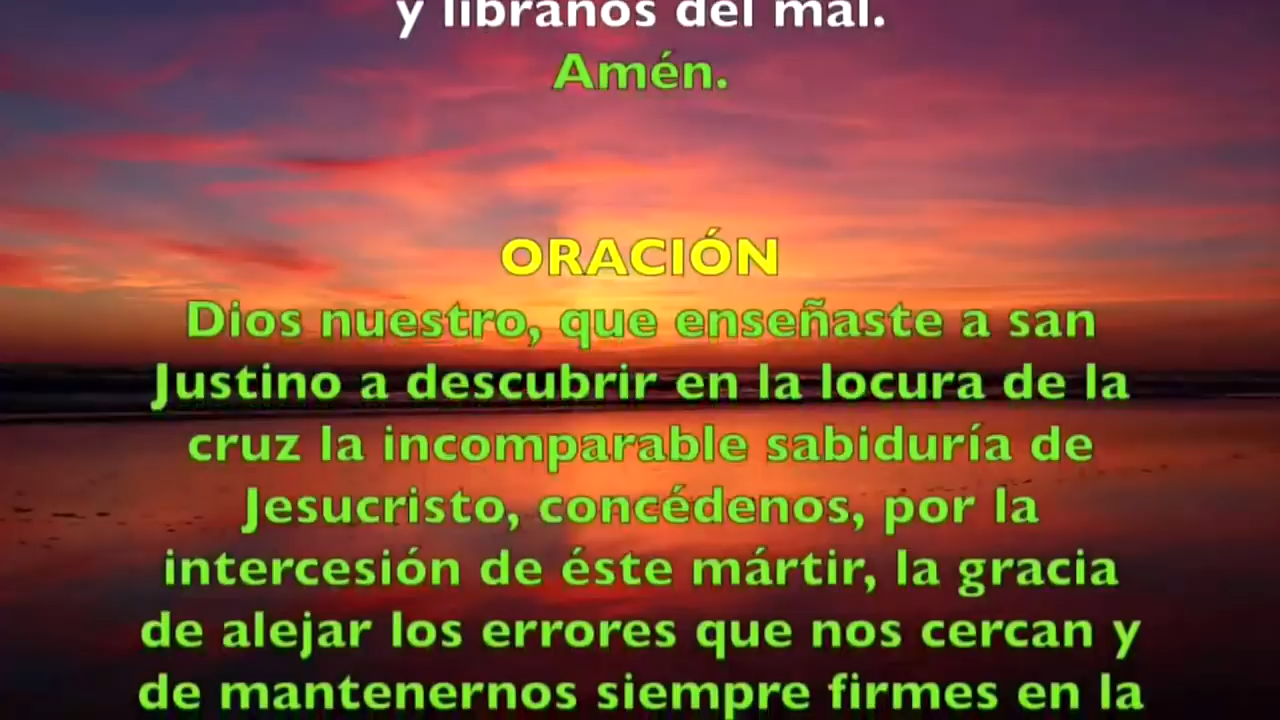 y líbranos del mal.
Amén.
ORACIÓN
Dios nuestro, que enseñaste a san
Justino a descubrir en la locura de la
cruz la incomparable sabiduría de
Jesucristo, concédenos, por la
intercesión de éste mártir, la gracia
de alejar los errores que nos cercan y
de mantenernos siempre firmes en la